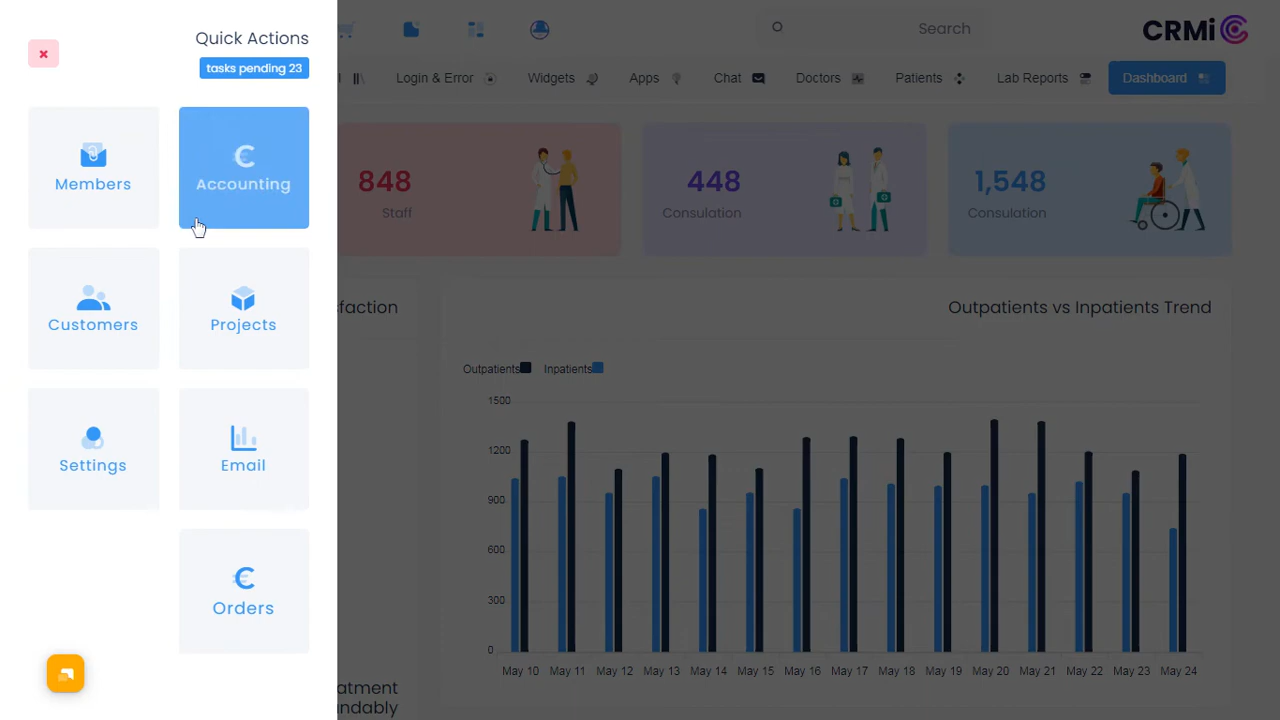 Quick Actions
tasks pending 23
Members
Accounting
Customers
Projects
Settings
Email
Orders
Search
CRMi
Login & Error
Widgets
Apps
Chat
Doctors
Patients
Lab Reports
Dashboard
848
Staff
448
Consulation
1,548
Consulation
sfaction
Outpatients vs Inpatients Trend
Outpatients
Inpatients
1500
1200
900
600
300
0
May 10 May 11 May 12 May 13 May 14 May 15 May 16 May 17 May 18 May 19 May 20 May 21 May 22 May 23 May 24
atment
ndably